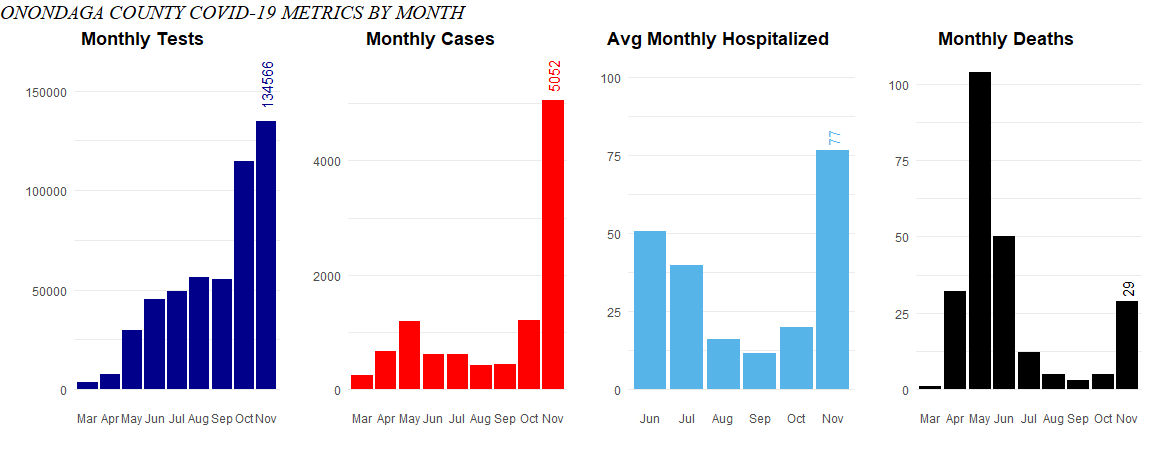 ONONDAGA COUNTY COVID-19 METRICS BY MONTH
Monthly Tests
150000
100000
50000
0
134566
Mar Apr May Jun Jul Aug Sep Oct Nov
Monthly Cases
4000
2000
0
5052
Mar Apr May Jun Jul Aug Sep Oct Nov
Avg Monthly Hospitalized
100
75
50
25
0
77
Jun Jul Aug Sep Oct Nov
Monthly Deaths
100
75
50
25
0
29
Mar Apr May Jun Jul Aug Sep Oct Nov